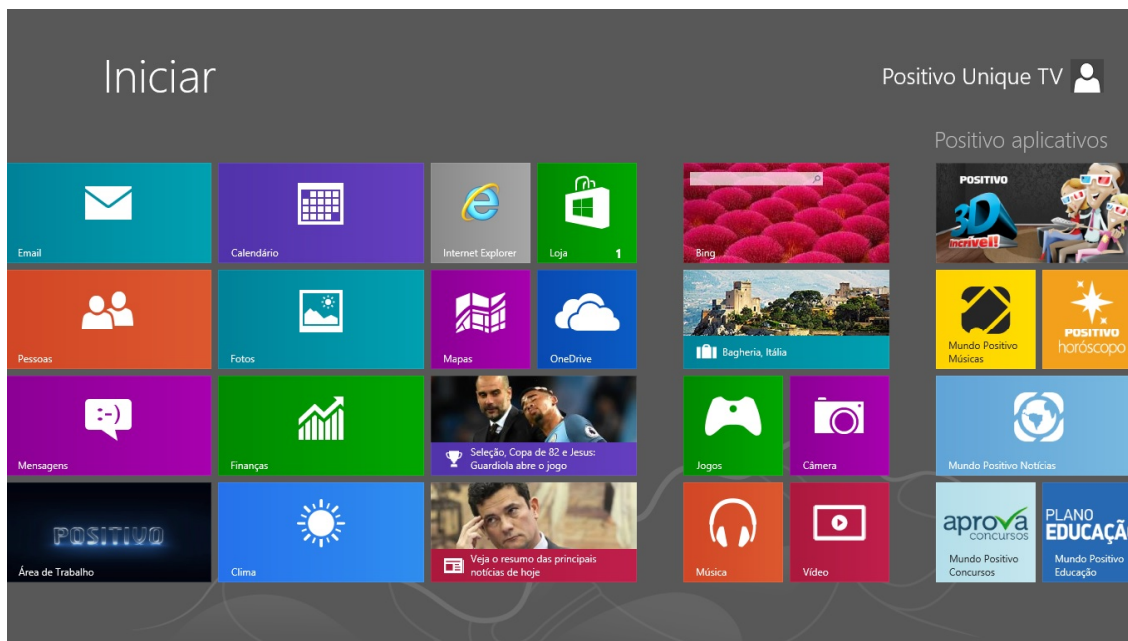 Iniciar
Positivo Unique TV
Positivo aplicativos
Email
Calendário
Internet Explorer
Loja
1
Bing
POSITIVO
3D
incrível!
Pessoas
Fotos
Mapas
OneDrive
Bagheria, Itália
Mundo Positivo
Músicas
POSITIVO
horóscopo
:-)
Mensagens
Finanças
Seleção, Copa de 82 e Jesus:
Guardiola abre o jogo
Jogos
Câmera
Mundo Positivo Notícias
POSITIVO
Área de Trabalho
Clima
Veja o resumo das principais
notícias de hoje
Música
Vídeo
aprova
concursos
Mundo Positivo
Concursos
PLANO
EDUCAÇÃ
Mundo Positivo
Educação